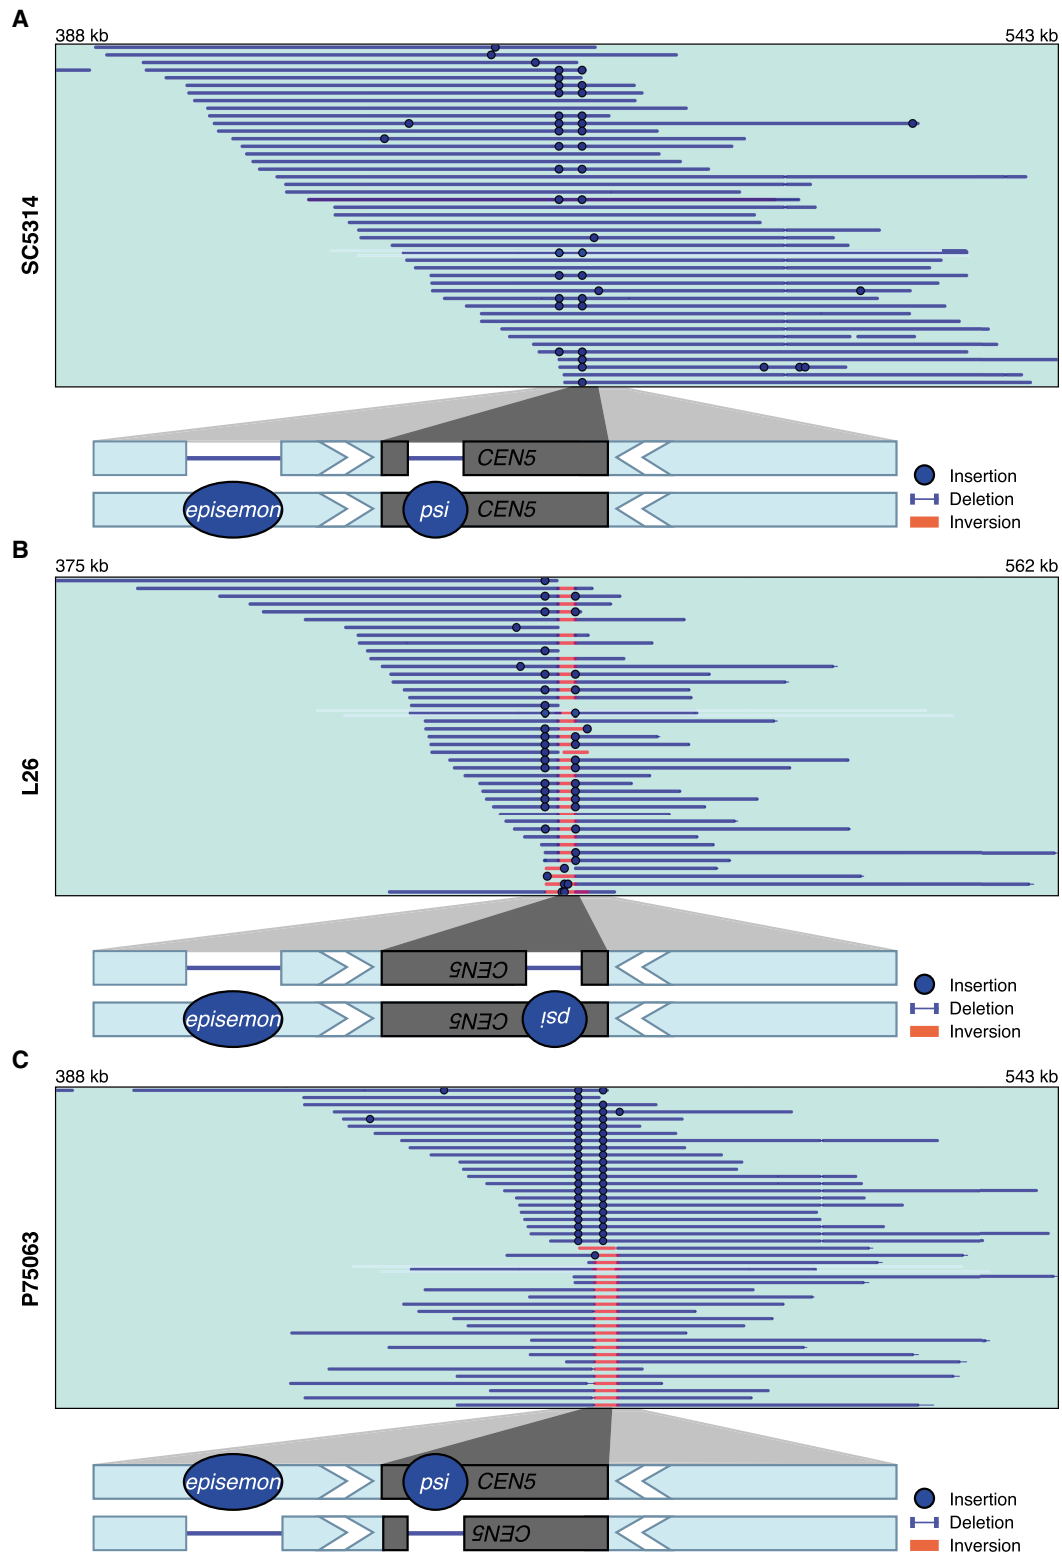 A
388 kb 543 kb
SC5314
CEN5
episemon psi CEN5
Insertion
Deletion
Inversion
B
375 kb 562 kb
L26
CEN5
episemon CEN5 psi
Insertion
Deletion
Inversion
C
388 kb 543 kb
P75063
episemon psi CEN5
CEN5
Insertion
Deletion
Inversion